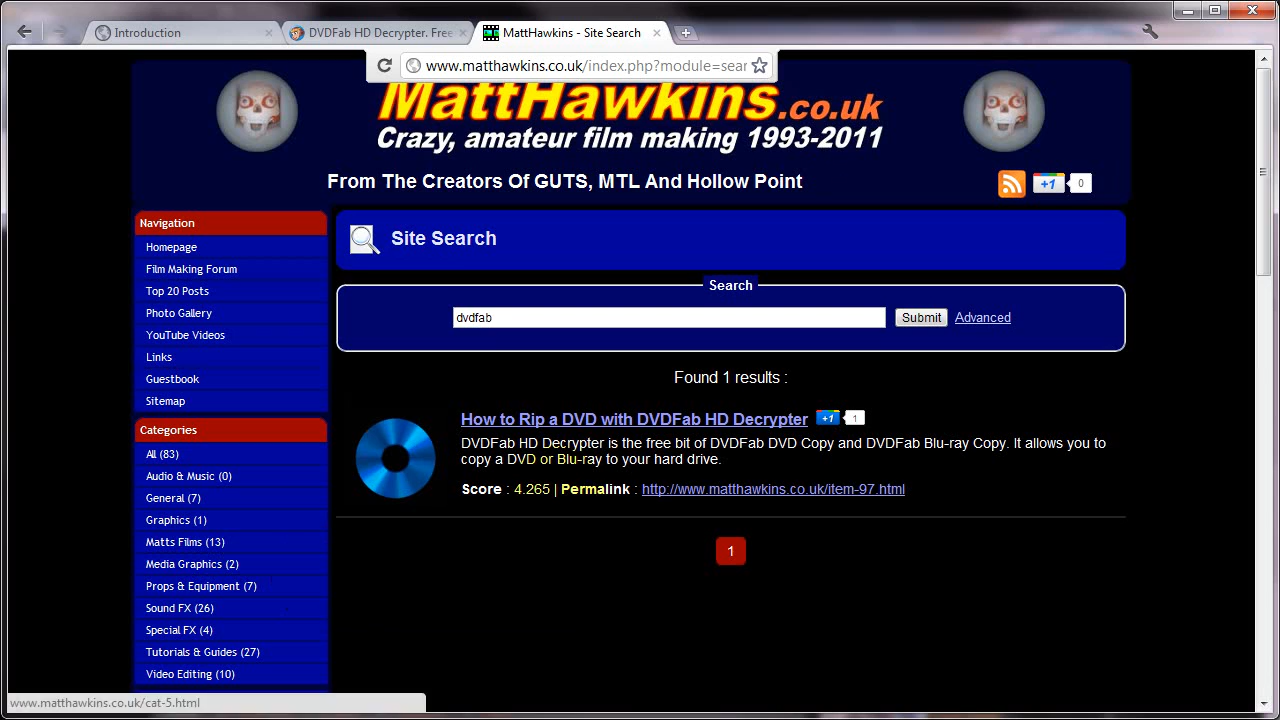 Introduction
DVDFab HD Decrypter. Free
MattHawkins - Site Search
www.matthawkins.co.uk/index.php?module=sear
MattHawkins.co.uk
Crazy, amateur film making 1993-2011
From The Creators Of GUTS, MTL And Hollow Point
+1 0
Navigation
Homepage
Film Making Forum
Top 20 Posts
Photo Gallery
YouTube Videos
Links
Guestbook
Sitemap
Categories
All (83)
Audio & Music (0)
General (7)
Graphics (1)
Matts Films (13)
Media Graphics (2)
Props & Equipment (7)
Sound FX (26)
Special FX (4)
Tutorials & Guides (27)
Video Editing (10)
Site Search
Search
dvdfab Submit Advanced
Found 1 results :
How to Rip a DVD with DVDFab HD Decrypter +1 1
DVDFab HD Decrypter is the free bit of DVDFab DVD Copy and DVDFab Blu-ray Copy. It allows you to
copy a DVD or Blu-ray to your hard drive.
Score : 4.265 | Permalink : http://www.matthawkins.co.uk/item-97.html
1
www.matthawkins.co.uk/cat-5.html